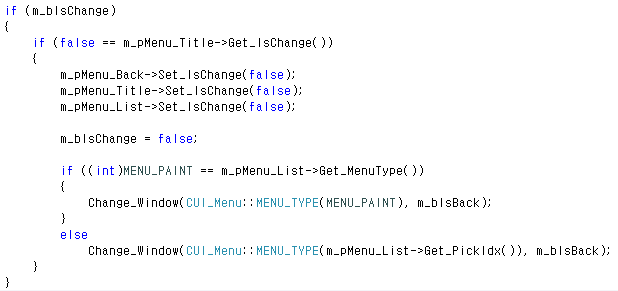 if (m_bIsChange)
{
    if (false == m_pMenu_Title->Get_IsChange())
    {
        m_pMenu_Back->Set_IsChange(false);
        m_pMenu_Title->Set_IsChange(false);
        m_pMenu_List->Set_IsChange(false);

        m_bIsChange = false;

        if ((int)MENU_PAINT == m_pMenu_List->Get_MenuType())
        {
            Change_Window(CUI_Menu::MENU_TYPE(MENU_PAINT), m_bIsBack);
        }
        else
            Change_Window(CUI_Menu::MENU_TYPE(m_pMenu_List->Get_PickIdx()), m_bIsBack);
    }
}